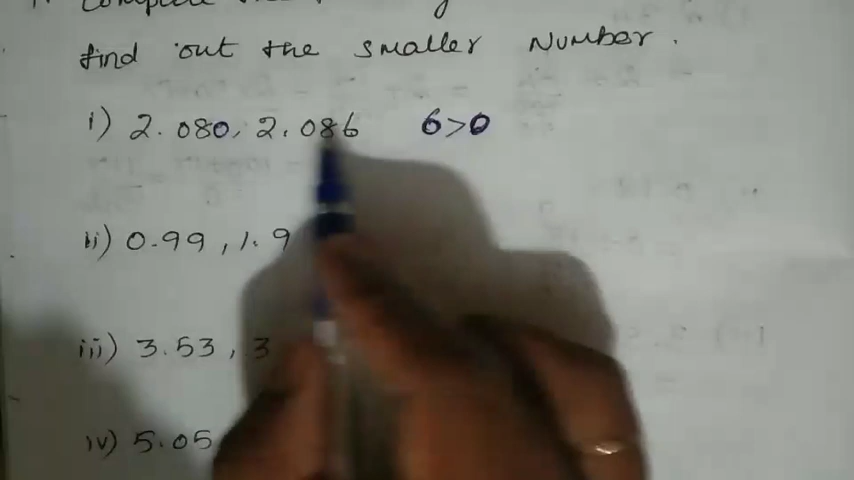 find out the smaller Number.
i) 2.080, 2.086 6>0
ii) 0.99, 1.9
iii) 3.53, 3
iv) 5.05